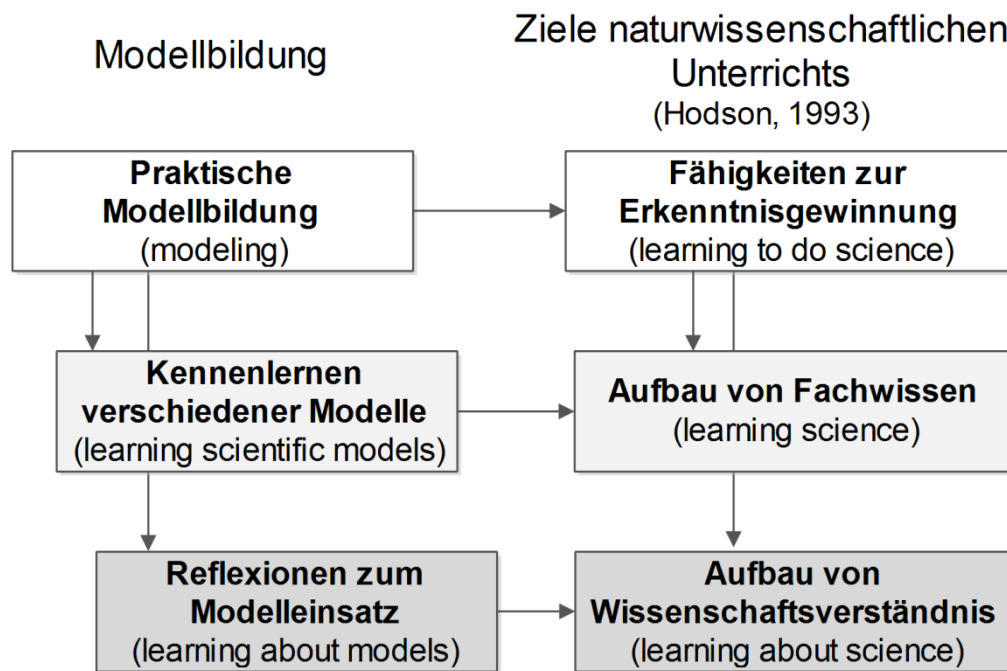 Modellbildung
Ziele naturwissenschaftlichen
Unterrichts
(Hodson, 1993)
Praktische
Modellbildung
(modeling)
Fähigkeiten zur
Erkenntnisgewinnung
(learning to do science)
Kennenlernen
verschiedener Modelle
(learning scientific models)
Aufbau von Fachwissen
(learning science)
Reflexionen zum
Modelleinsatz
(learning about models)
Aufbau von
Wissenschaftsverständnis
(learning about science)